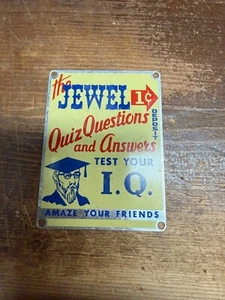 the
JEWEL 1¢
DEPOSIT
Quiz Questions
and Answers
TEST YOUR
I.Q.
AMAZE YOUR FRIENDS